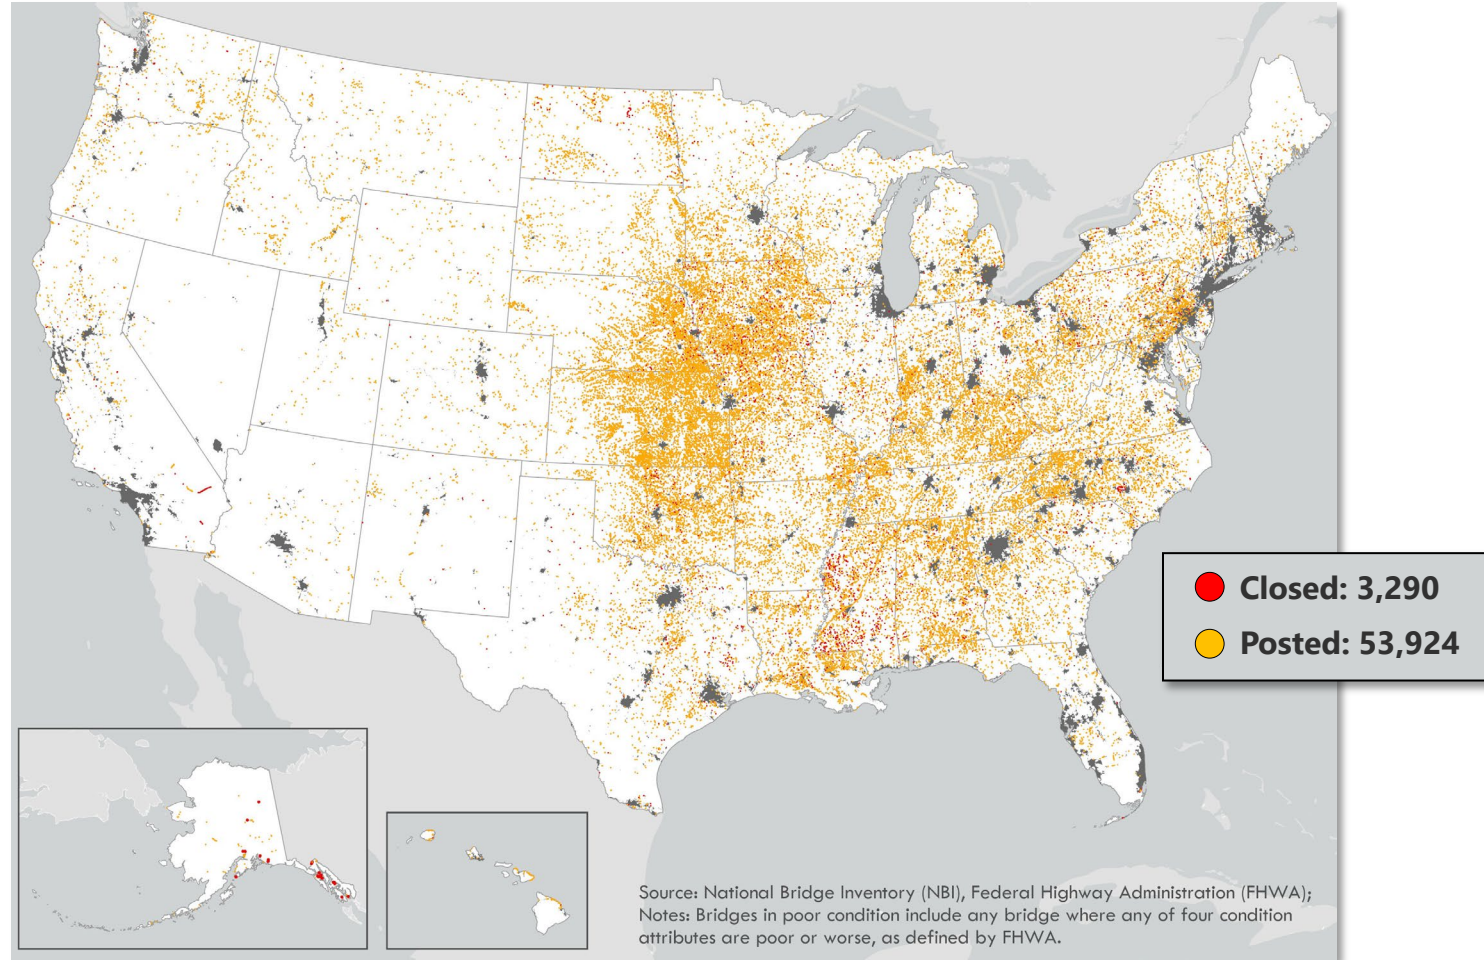 Closed: 3,290
Posted: 53,924
Source: National Bridge Inventory (NBI), Federal Highway Administration (FHWA);
Notes: Bridges in poor condition include any bridge where any of four condition
attributes are poor or worse, as defined by FHWA.